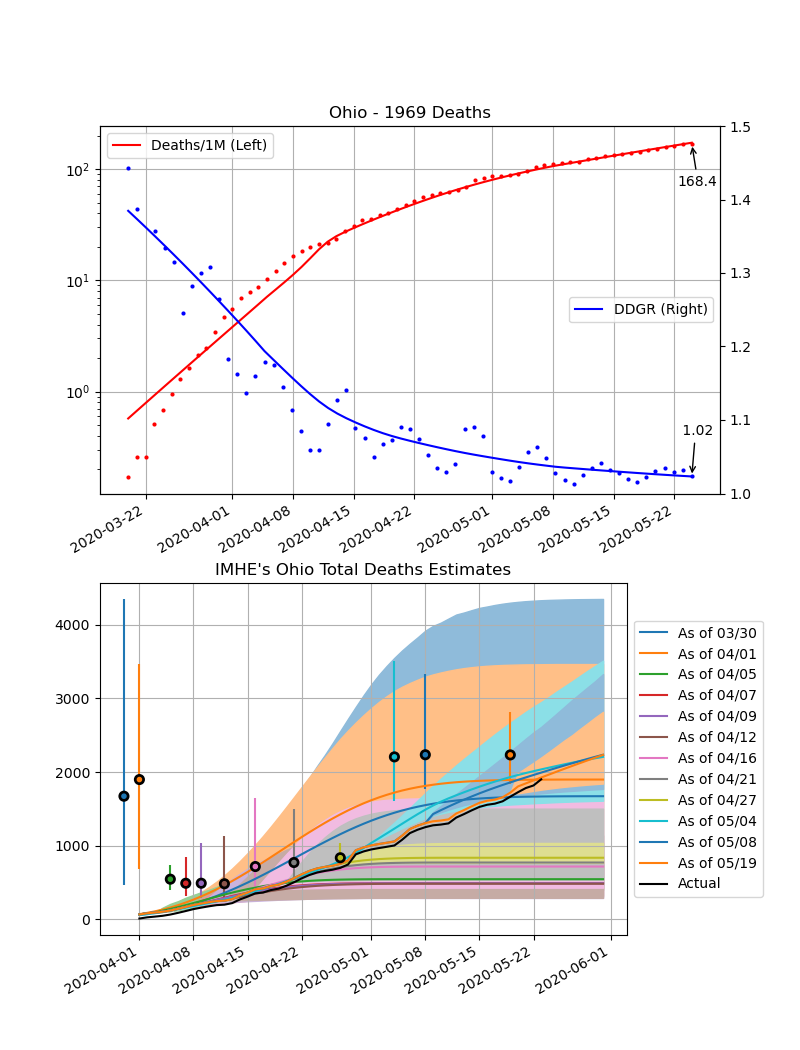 Ohio - 1969 Deaths
Deaths/1M (Left)
DDGR (Right)
168.4
1.02
10²
10¹
10⁰
1.5
1.4
1.3
1.2
1.1
1.0
2020-03-22
2020-04-01
2020-04-08
2020-04-15
2020-04-22
2020-05-01
2020-05-08
2020-05-15
2020-05-22
IMHE's Ohio Total Deaths Estimates
4000
3000
2000
1000
0
2020-04-01
2020-04-08
2020-04-15
2020-04-22
2020-05-01
2020-05-08
2020-05-15
2020-05-22
2020-06-01
As of 03/30
As of 04/01
As of 04/05
As of 04/07
As of 04/09
As of 04/12
As of 04/16
As of 04/21
As of 04/27
As of 05/04
As of 05/08
As of 05/19
Actual